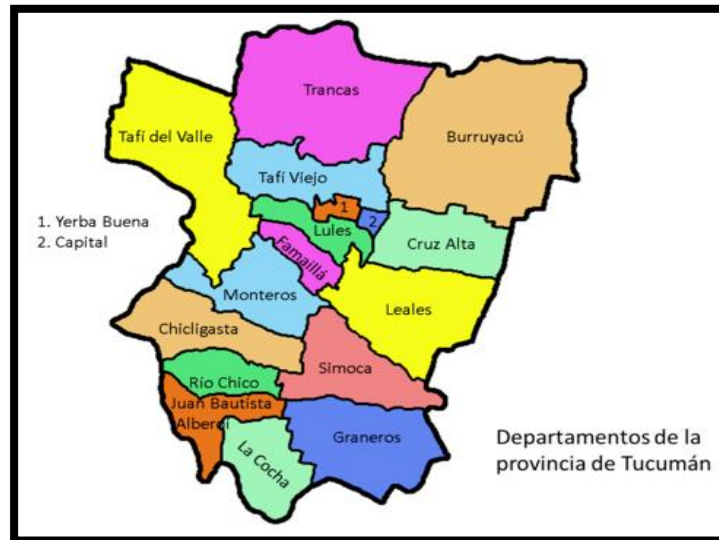 Trancas
Tafí del Valle
Burruyacú
Tafí Viejo
1
2
1. Yerba Buena
2. Capital
Lules
Cruz Alta
Famaillá
Monteros
Leales
Chicligasta
Simoca
Río Chico
Juan Bautista
Alberdi
Graneros
La Cocha
Departamentos de la
provincia de Tucumán